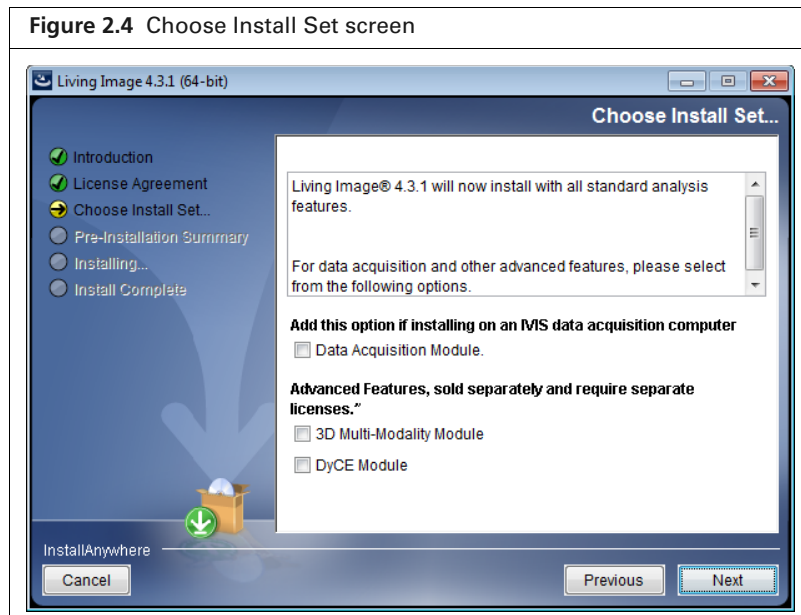 Figure 2.4 Choose Install Set screen
Living Image 4.3.1 (64-bit)
Choose Install Set...
Introduction
License Agreement
Choose Install Set...
Pre-Installation Summary
Installing...
Install Complete
Living Image® 4.3.1 will now install with all standard analysis
features.
For data acquisition and other advanced features, please select
from the following options.
Add this option if installing on an IVIS data acquisition computer
Data Acquisition Module.
Advanced Features, sold separately and require separate
licenses.”
3D Multi-Modality Module
DyCE Module
InstallAnywhere
Cancel
Previous
Next